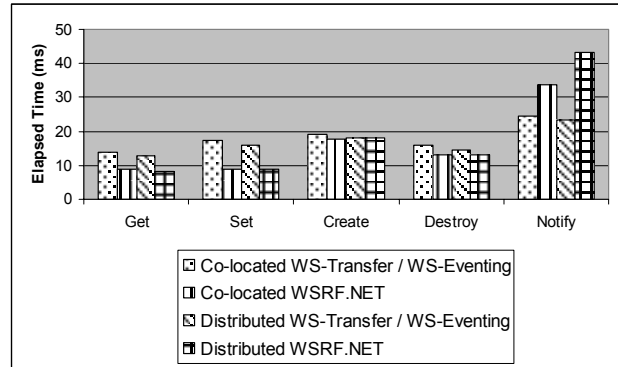 50
40
30
20
10
0
Elapsed Time (ms)
Get Set Create Destroy Notify
Co-located WS-Transfer / WS-Eventing
Co-located WSRF.NET
Distributed WS-Transfer / WS-Eventing
Distributed WSRF.NET